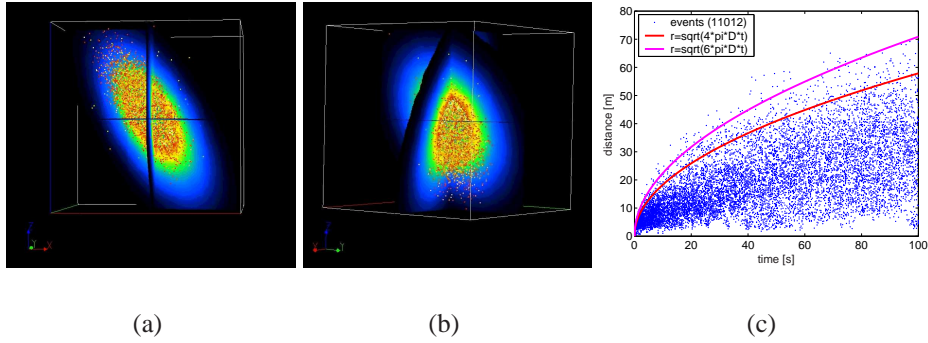 Z
Y
X
Z
X
Y
events (11012)
r=sqrt(4*pi*D*t)
r=sqrt(6*pi*D*t)
distance [m]
80
70
60
50
40
30
20
10
0
0 20 40 60 80 100
time [s]
(a) (b) (c)